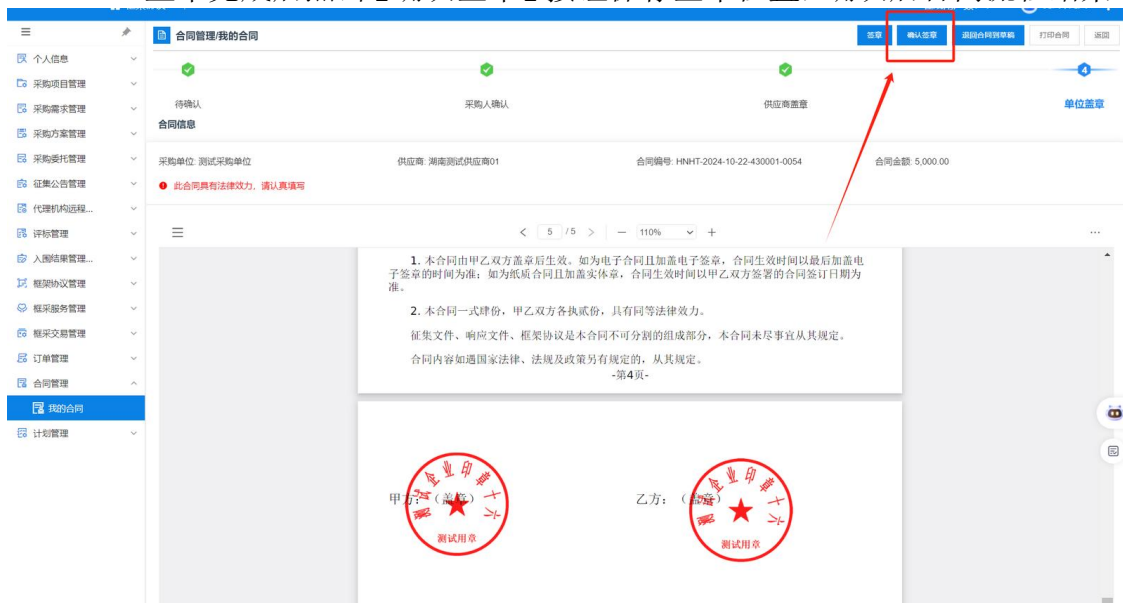 合同管理/我的合同
签章 确认签章 退回合同到草稿 打印合同 返回
个人信息
采购项目管理
采购需求管理
采购方案管理
采购委托管理
征集公告管理
代理机构远程...
评标管理
入围结果管理...
框架协议管理
框采服务管理
框采交易管理
订单管理
合同管理
我的合同
计划管理
待确认 采购人确认 供应商盖章 4 单位盖章
合同信息
采购单位: 测试采购单位 供应商: 湖南测试供应商01 合同编号: HNHT-2024-10-22-430001-0054 合同金额: 5,000.00
此合同具有法律效力, 请认真填写
5 / 5 110%
1. 本合同由甲乙双方盖章后生效。如为电子合同且加盖电子签章,合同生效时间以最后加盖电
子签章的时间为准;如为纸质合同且加盖实体章,合同生效时间以甲乙双方签署的合同签订日期为
准。
2. 本合同一式肆份,甲乙双方各执贰份,具有同等法律效力。
征集文件、响应文件、框架协议是本合同不可分割的组成部分,本合同未尽事宜从其规定。
合同内容如遇国家法律、法规及政策另有规定的,从其规定。
-第4页-
甲方:(盖章) 乙方:(盖章)
测试企业印章十六 测试用章
测试企业印章十六 测试用章